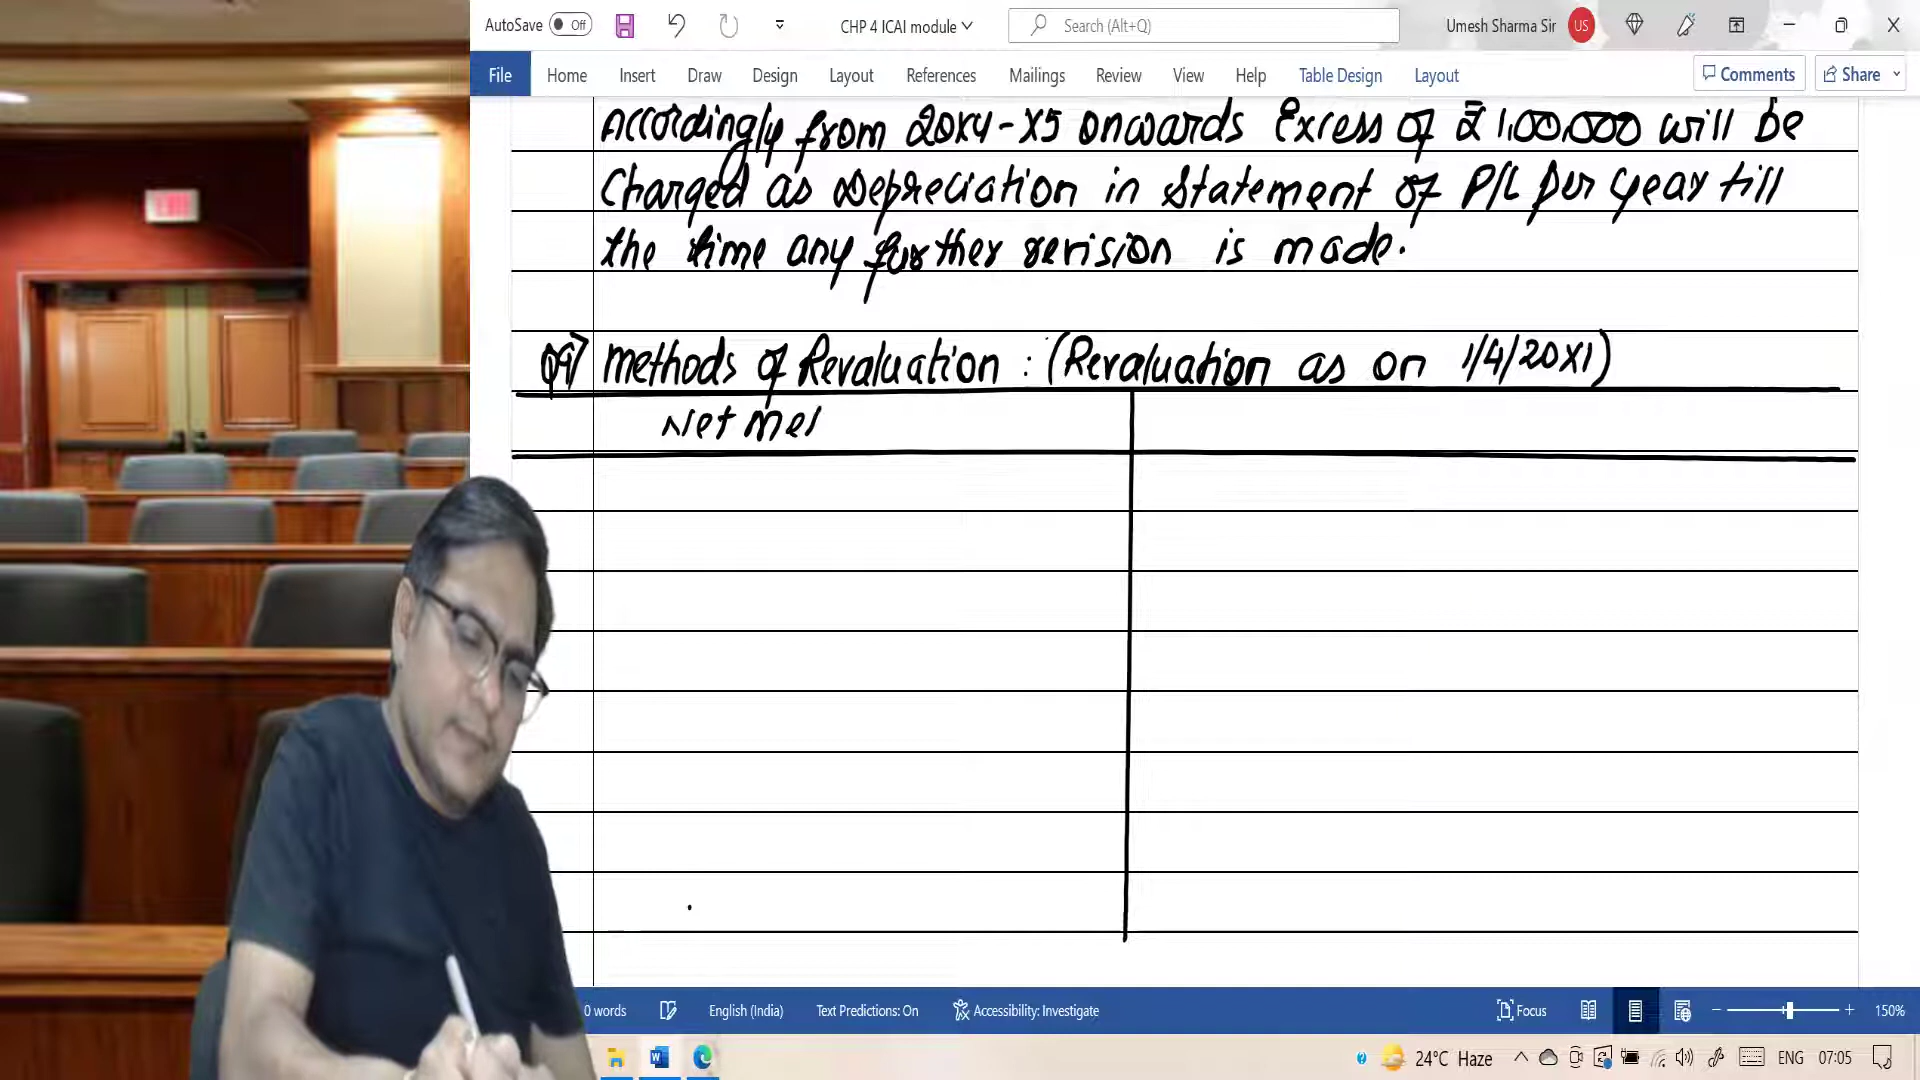 AutoSave Off CHP 4 ICAI module Search (Alt+Q) Umesh Sharma Sir US
File Home Insert Draw Design Layout References Mailings Review View Help Table Design Layout Comments Share
Accordingly from 20X4-X5 onwards Excess of ₹ 1,00,000 will be
Charged as Depreciation in Statement of P/L per year till
the time any further revision is made.
Methods of Revaluation : (Revaluation as on 1/4/20X1)
Net Met
0 words English (India) Text Predictions: On Accessibility: Investigate Focus 150%
24°C Haze ENG 07:05